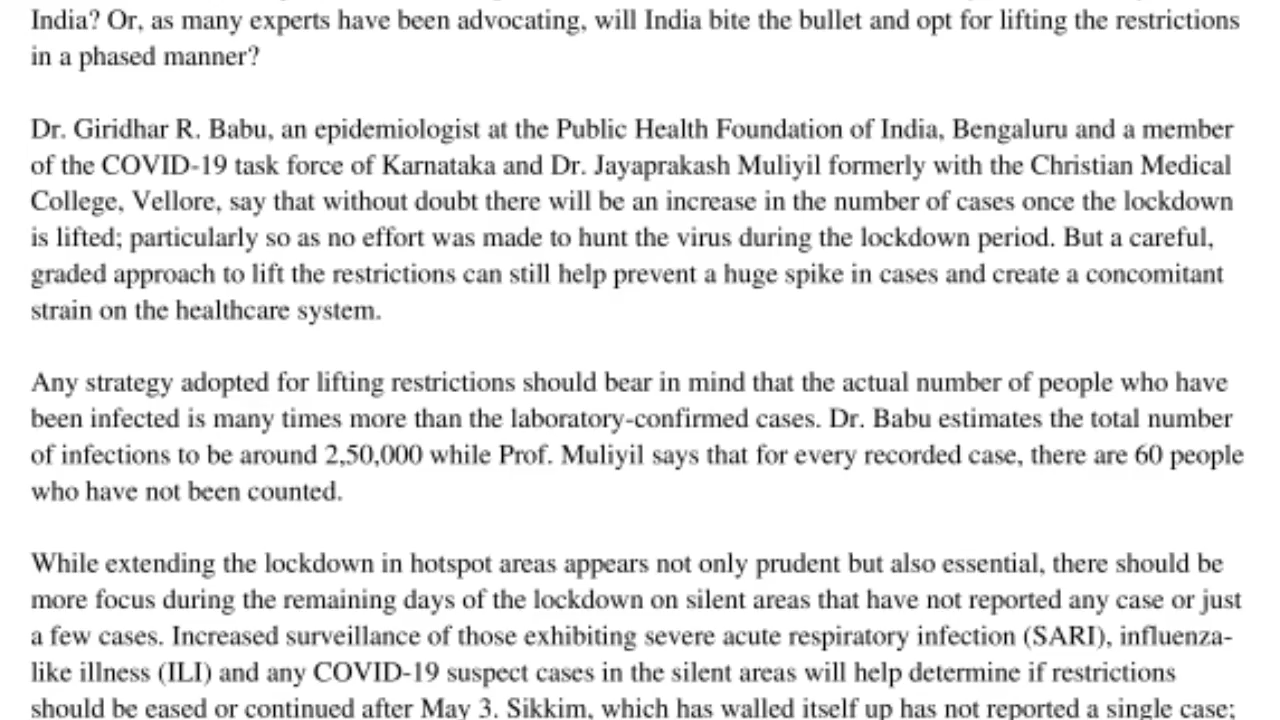 India? Or, as many experts have been advocating, will India bite the bullet and opt for lifting the restrictions
in a phased manner?
Dr. Giridhar R. Babu, an epidemiologist at the Public Health Foundation of India, Bengaluru and a member
of the COVID-19 task force of Karnataka and Dr. Jayaprakash Muliyil formerly with the Christian Medical
College, Vellore, say that without doubt there will be an increase in the number of cases once the lockdown
is lifted; particularly so as no effort was made to hunt the virus during the lockdown period. But a careful,
graded approach to lift the restrictions can still help prevent a huge spike in cases and create a concomitant
strain on the healthcare system.
Any strategy adopted for lifting restrictions should bear in mind that the actual number of people who have
been infected is many times more than the laboratory-confirmed cases. Dr. Babu estimates the total number
of infections to be around 2,50,000 while Prof. Muliyil says that for every recorded case, there are 60 people
who have not been counted.
While extending the lockdown in hotspot areas appears not only prudent but also essential, there should be
more focus during the remaining days of the lockdown on silent areas that have not reported any case or just
a few cases. Increased surveillance of those exhibiting severe acute respiratory infection (SARI), influenza-
like illness (ILI) and any COVID-19 suspect cases in the silent areas will help determine if restrictions
should be eased or continued after May 3. Sikkim, which has walled itself up has not reported a single case;